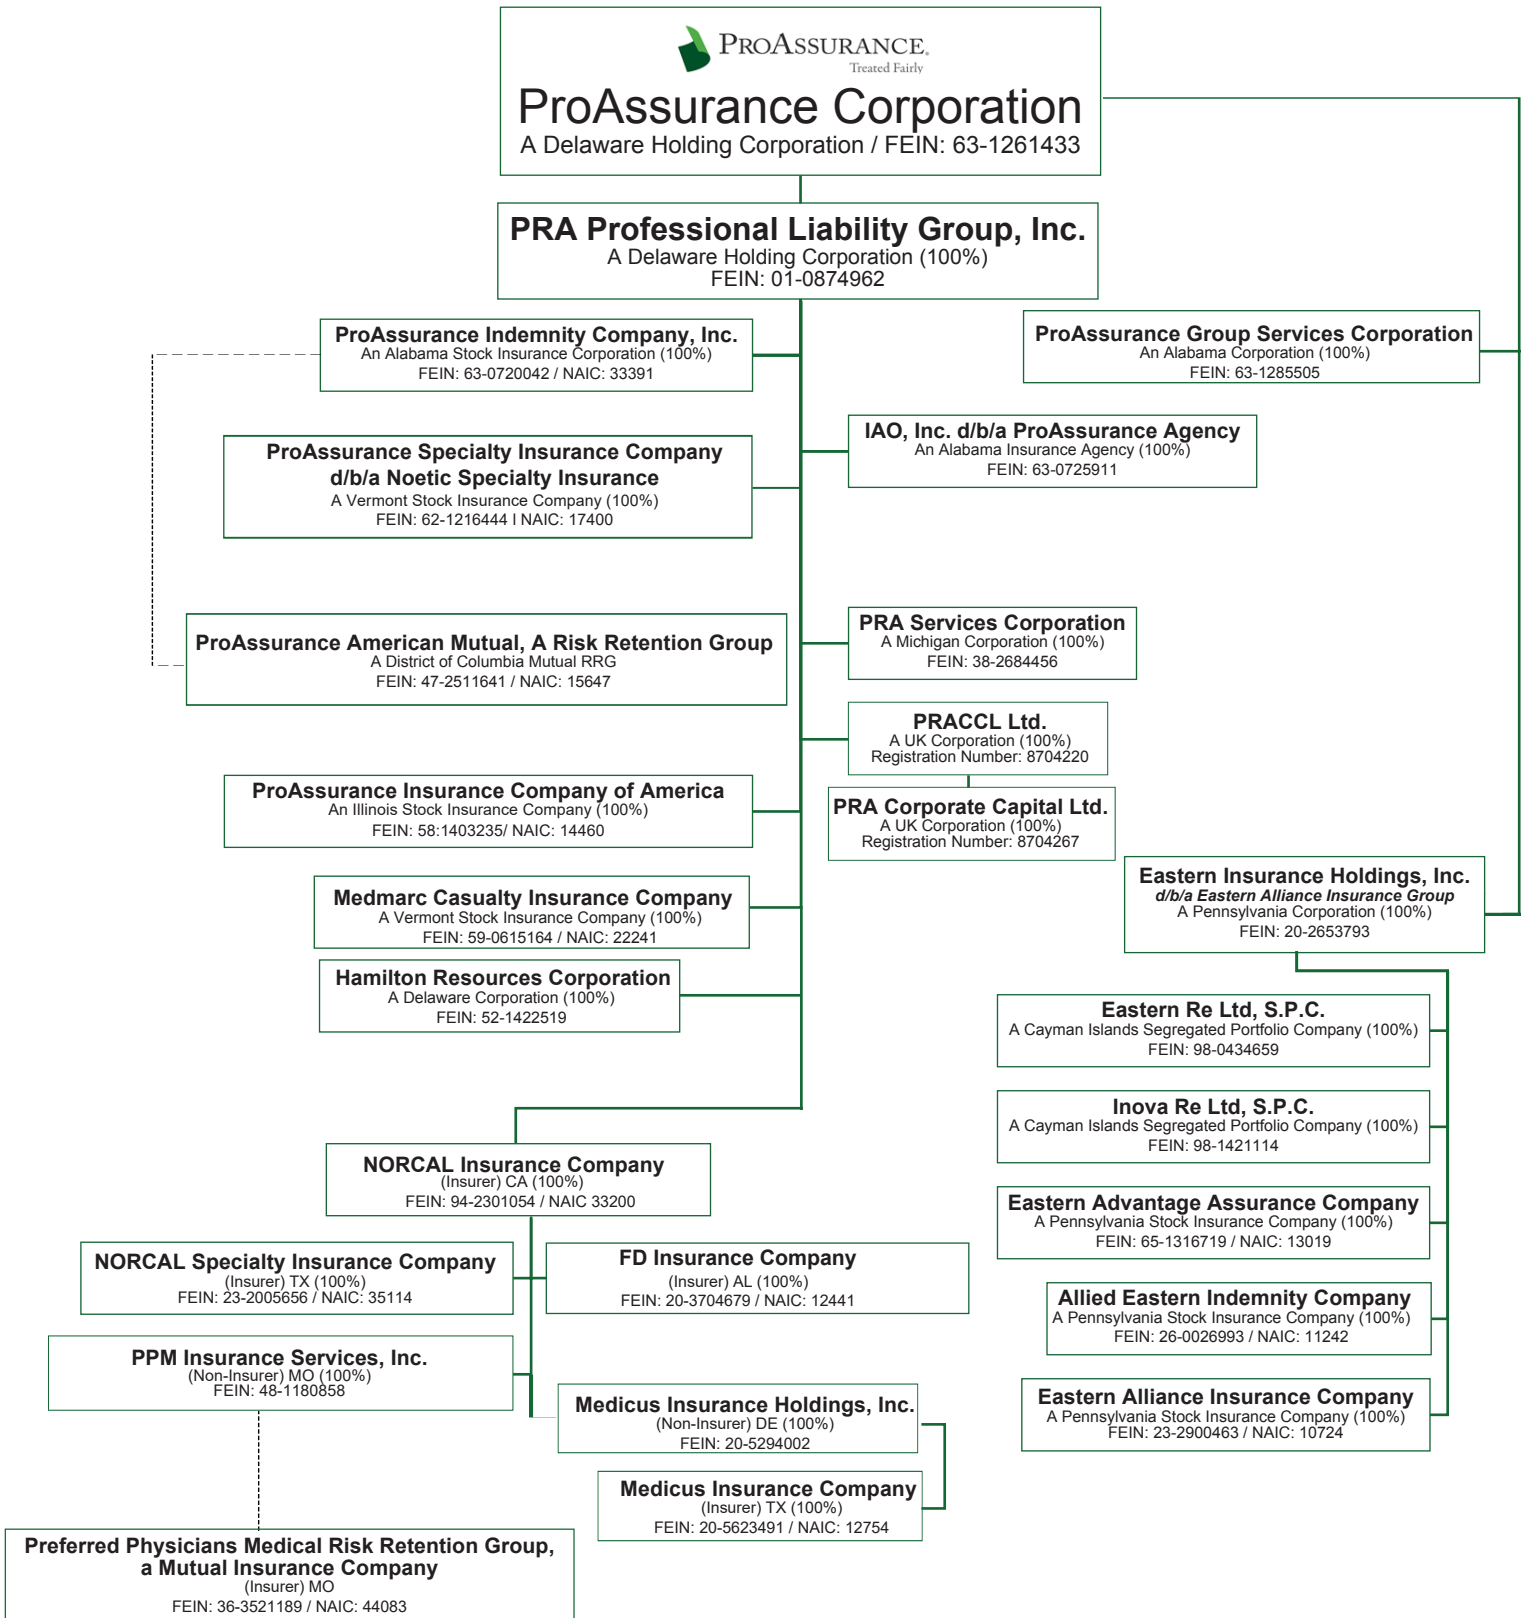 PROASSURANCE.
Treated Fairly
ProAssurance Corporation
A Delaware Holding Corporation / FEIN: 63-1261433
PRA Professional Liability Group, Inc.
A Delaware Holding Corporation (100%)
FEIN: 01-0874962
ProAssurance Indemnity Company, Inc.
An Alabama Stock Insurance Corporation (100%)
FEIN: 63-0720042 / NAIC: 33391
ProAssurance Group Services Corporation
An Alabama Corporation (100%)
FEIN: 63-1285505
ProAssurance Specialty Insurance Company
d/b/a Noetic Specialty Insurance
A Vermont Stock Insurance Company (100%)
FEIN: 62-1216444 l NAIC: 17400
IAO, Inc. d/b/a ProAssurance Agency
An Alabama Insurance Agency (100%)
FEIN: 63-0725911
ProAssurance American Mutual, A Risk Retention Group
A District of Columbia Mutual RRG
FEIN: 47-2511641 / NAIC: 15647
PRA Services Corporation
A Michigan Corporation (100%)
FEIN: 38-2684456
PRACCL Ltd.
A UK Corporation (100%)
Registration Number: 8704220
ProAssurance Insurance Company of America
An Illinois Stock Insurance Company (100%)
FEIN: 58:1403235/ NAIC: 14460
PRA Corporate Capital Ltd.
A UK Corporation (100%)
Registration Number: 8704267
Medmarc Casualty Insurance Company
A Vermont Stock Insurance Company (100%)
FEIN: 59-0615164 / NAIC: 22241
Eastern Insurance Holdings, Inc.
d/b/a Eastern Alliance Insurance Group
A Pennsylvania Corporation (100%)
FEIN: 20-2653793
Hamilton Resources Corporation
A Delaware Corporation (100%)
FEIN: 52-1422519
Eastern Re Ltd, S.P.C.
A Cayman Islands Segregated Portfolio Company (100%)
FEIN: 98-0434659
Inova Re Ltd, S.P.C.
A Cayman Islands Segregated Portfolio Company (100%)
FEIN: 98-1421114
NORCAL Insurance Company
(Insurer) CA (100%)
FEIN: 94-2301054 / NAIC 33200
Eastern Advantage Assurance Company
A Pennsylvania Stock Insurance Company (100%)
FEIN: 65-1316719 / NAIC: 13019
NORCAL Specialty Insurance Company
(Insurer) TX (100%)
FEIN: 23-2005656 / NAIC: 35114
FD Insurance Company
(Insurer) AL (100%)
FEIN: 20-3704679 / NAIC: 12441
Allied Eastern Indemnity Company
A Pennsylvania Stock Insurance Company (100%)
FEIN: 26-0026993 / NAIC: 11242
PPM Insurance Services, Inc.
(Non-Insurer) MO (100%)
FEIN: 48-1180858
Medicus Insurance Holdings, Inc.
(Non-Insurer) DE (100%)
FEIN: 20-5294002
Eastern Alliance Insurance Company
A Pennsylvania Stock Insurance Company (100%)
FEIN: 23-2900463 / NAIC: 10724
Medicus Insurance Company
(Insurer) TX (100%)
FEIN: 20-5623491 / NAIC: 12754
Preferred Physicians Medical Risk Retention Group,
a Mutual Insurance Company
(Insurer) MO
FEIN: 36-3521189 / NAIC: 44083